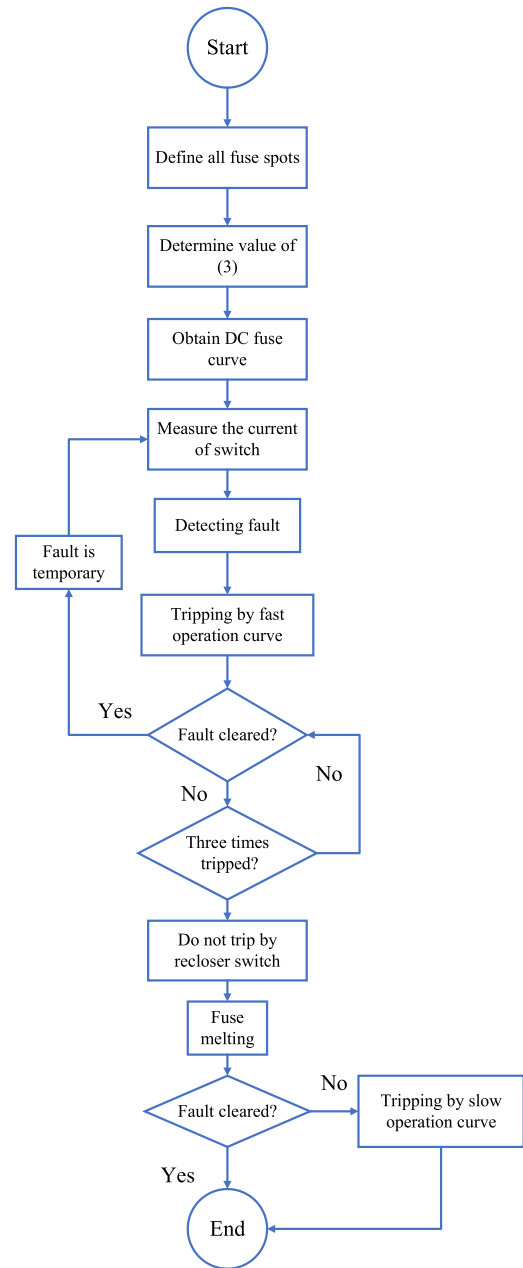 Start
Define all fuse spots
Determine value of
(3)
Obtain DC fuse
curve
Measure the current
of switch
Detecting fault
Fault is
temporary
Tripping by fast
operation curve
Yes
Fault cleared?
No
No
Three times
tripped?
Do not trip by
recloser switch
Fuse
melting
Fault cleared?
No
Tripping by slow
operation curve
Yes
End